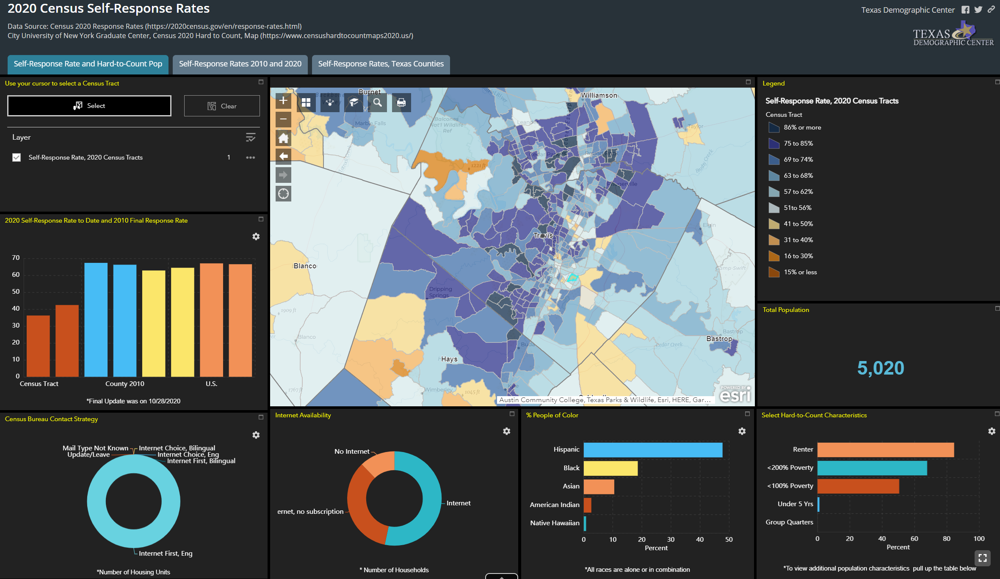 2020 Census Self-Response Rates
Data Source: Census 2020 Response Rates (https://2020census.gov/en/response-rates.html)
City University of New York Graduate Center, Census 2020 Hard to Count, Map (https://www.censushardtocountmaps2020.us/)
Texas Demographic Center
TEXAS
DEMOGRAPHIC CENTER
Self-Response Rate and Hard-to-Count Pop
Self-Response Rates 2010 and 2020
Self-Response Rates, Texas Counties
Use your cursor to select a Census Tract
Select
Clear
Layer
Self-Response Rate, 2020 Census Tracts 1
2020 Self-Response Rate to Date and 2010 Final Response Rate
70
60
50
40
30
20
10
0
Census Tract
County 2010
U.S.
*Final Update was on 10/28/2020
Burnet
Williamson
Backbone
Marble Falls
Balcones
Nat'l Wildlife
Ref
Leander
Taylor
Brushy Creek
Cedar Park
Round Rock
1221 ft
Pflugerville
Travis
Elgin
Camp Swift
Blanco
Dripping
Springs
1909 ft
Blanco
Bastrop
Bastrop
Cedar Creek
Buda
Hays
Wimberley
1767 ft
1045 ft
Kyle
Austin Community College, Texas Parks & Wildlife, Esri, HERE, Gar...
POWERED BY
esri
Legend
Self-Response Rate, 2020 Census Tracts
Census Tract
86% or more
75 to 85%
69 to 74%
63 to 68%
57 to 62%
51to 56%
41 to 50%
31 to 40%
16 to 30%
15% or less
Total Population
5,020
Census Bureau Contact Strategy
Mail Type Not Known
Internet Choice, Bilingual
Update/Leave
Internet Choice, Eng
Internet First, Bilingual
Internet First, Eng
*Number of Housing Units
Internet Availability
No Internet
Internet
ernet, no subscription
* Number of Households
% People of Color
Hispanic
Black
Asian
American Indian
Native Hawaiian
0 10 20 30 40 50
Percent
*All races are alone or in combination
Select Hard-to-Count Characteristics
Renter
<200% Poverty
<100% Poverty
Under 5 Yrs
Group Quarters
0 20 40 60 80 100
Percent
*To view additional population characteristics pull up the table below